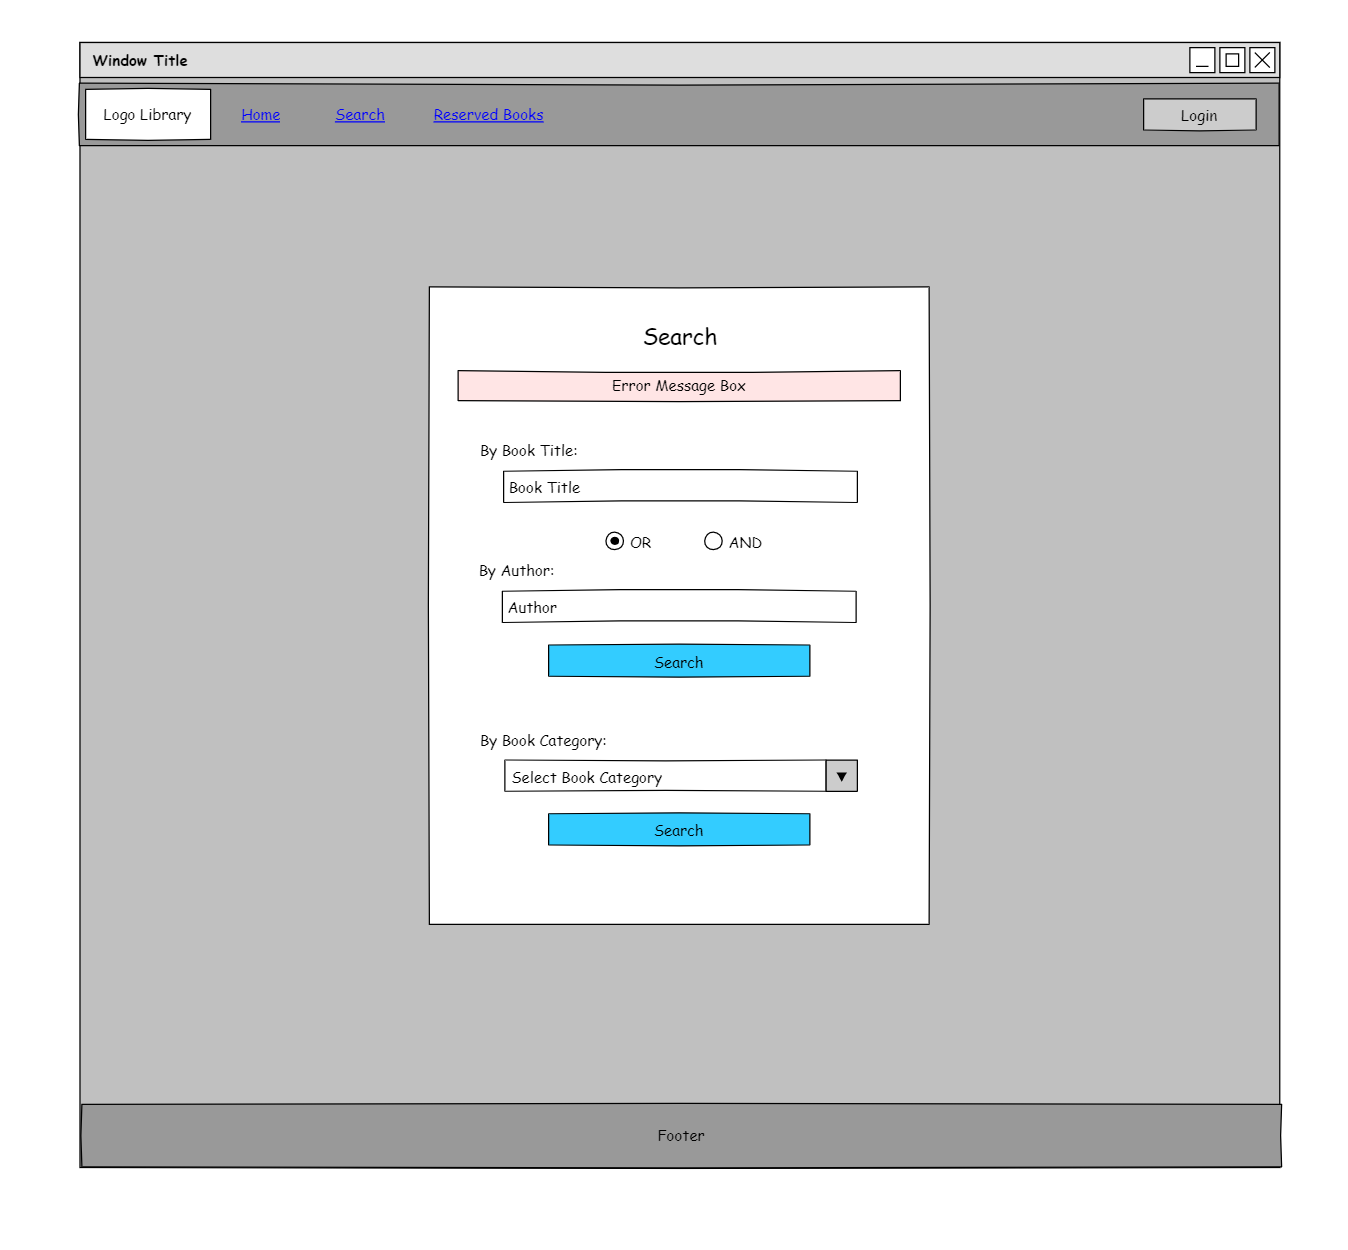 Window Title
Logo Library Home Search Reserved Books Login
Search
Error Message Box
By Book Title:
Book Title
OR AND
By Author:
Author
Search
By Book Category:
Select Book Category
Search
Footer